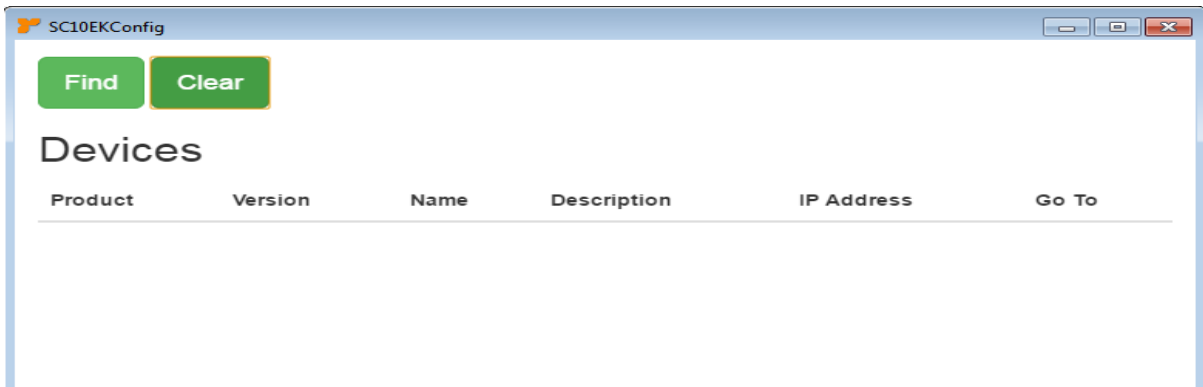 SC10EKConfig
Find Clear
Devices
Product Version Name Description IP Address Go To